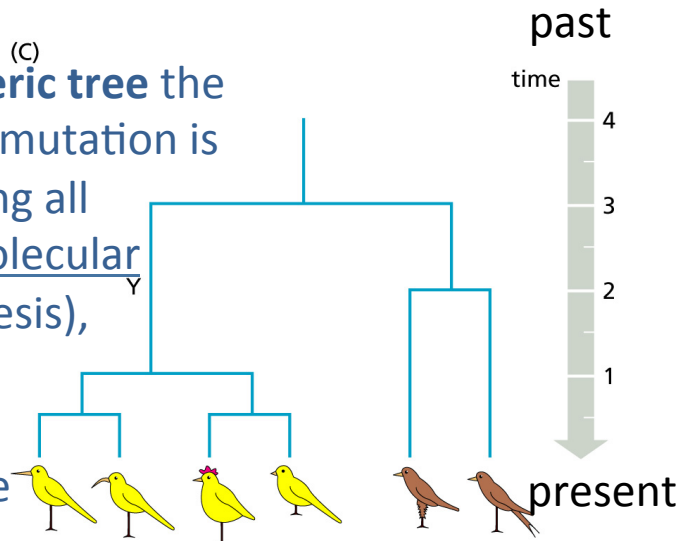 past
(C)
eric tree the
time
mutation is
4
ng all
3
olecular
Y
2
esis),
1
e
present